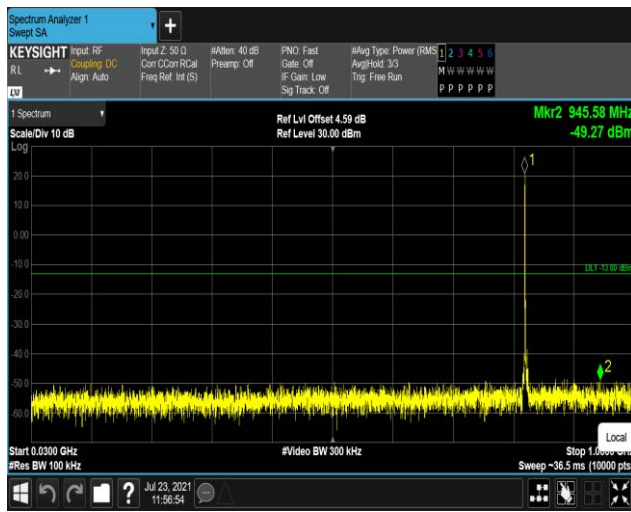 Spectrum Analyzer 1
Swept SA
KEYSIGHT
RL
LXI
Input: RF
Coupling: DC
Align: Auto
Input Z: 50 Ω
Corr CCorr RCal
Freq Ref: Int (S)
#Atten: 40 dB
Preamp: Off
PNO: Fast
Gate: Off
IF Gain: Low
Sig Track: Off
#Avg Type: Power (RMS
Avg|Hold: 3/3
Trig: Free Run
1 2 3 4 5 6
M W W W W W
P P P P P P
1 Spectrum
Scale/Div 10 dB
Log
Ref Lvl Offset 4.59 dB
Ref Level 30.00 dBm
Mkr2 945.58 MHz
-49.27 dBm
1
20.0
10.0
0.00
-10.0
DL1 -13.00 dBm
-20.0
-30.0
-40.0
2
-50.0
-60.0
Local
Start 0.0300 GHz
#Res BW 100 kHz
#Video BW 300 kHz
Stop 1.0000 GHz
Sweep ~36.5 ms (10000 pts
?
Jul 23, 2021
11:56:54